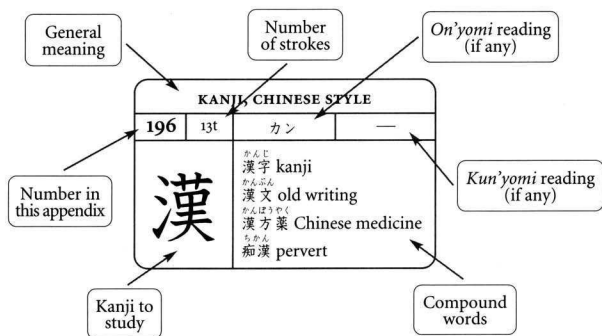 General
meaning
Number
of strokes
On'yomi reading
(if any)
KANJI, CHINESE STYLE
196
13t
カン
—
漢
かんじ
漢字 kanji
かんぶん
漢文 old writing
かんぽうやく
漢方薬 Chinese medicine
ちかん
痴漢 pervert
Number in
this appendix
Kun'yomi reading
(if any)
Kanji to
study
Compound
words